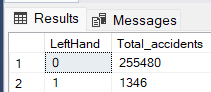 Results Messages
LeftHand Total_accidents
1 0 255480
2 1 1346